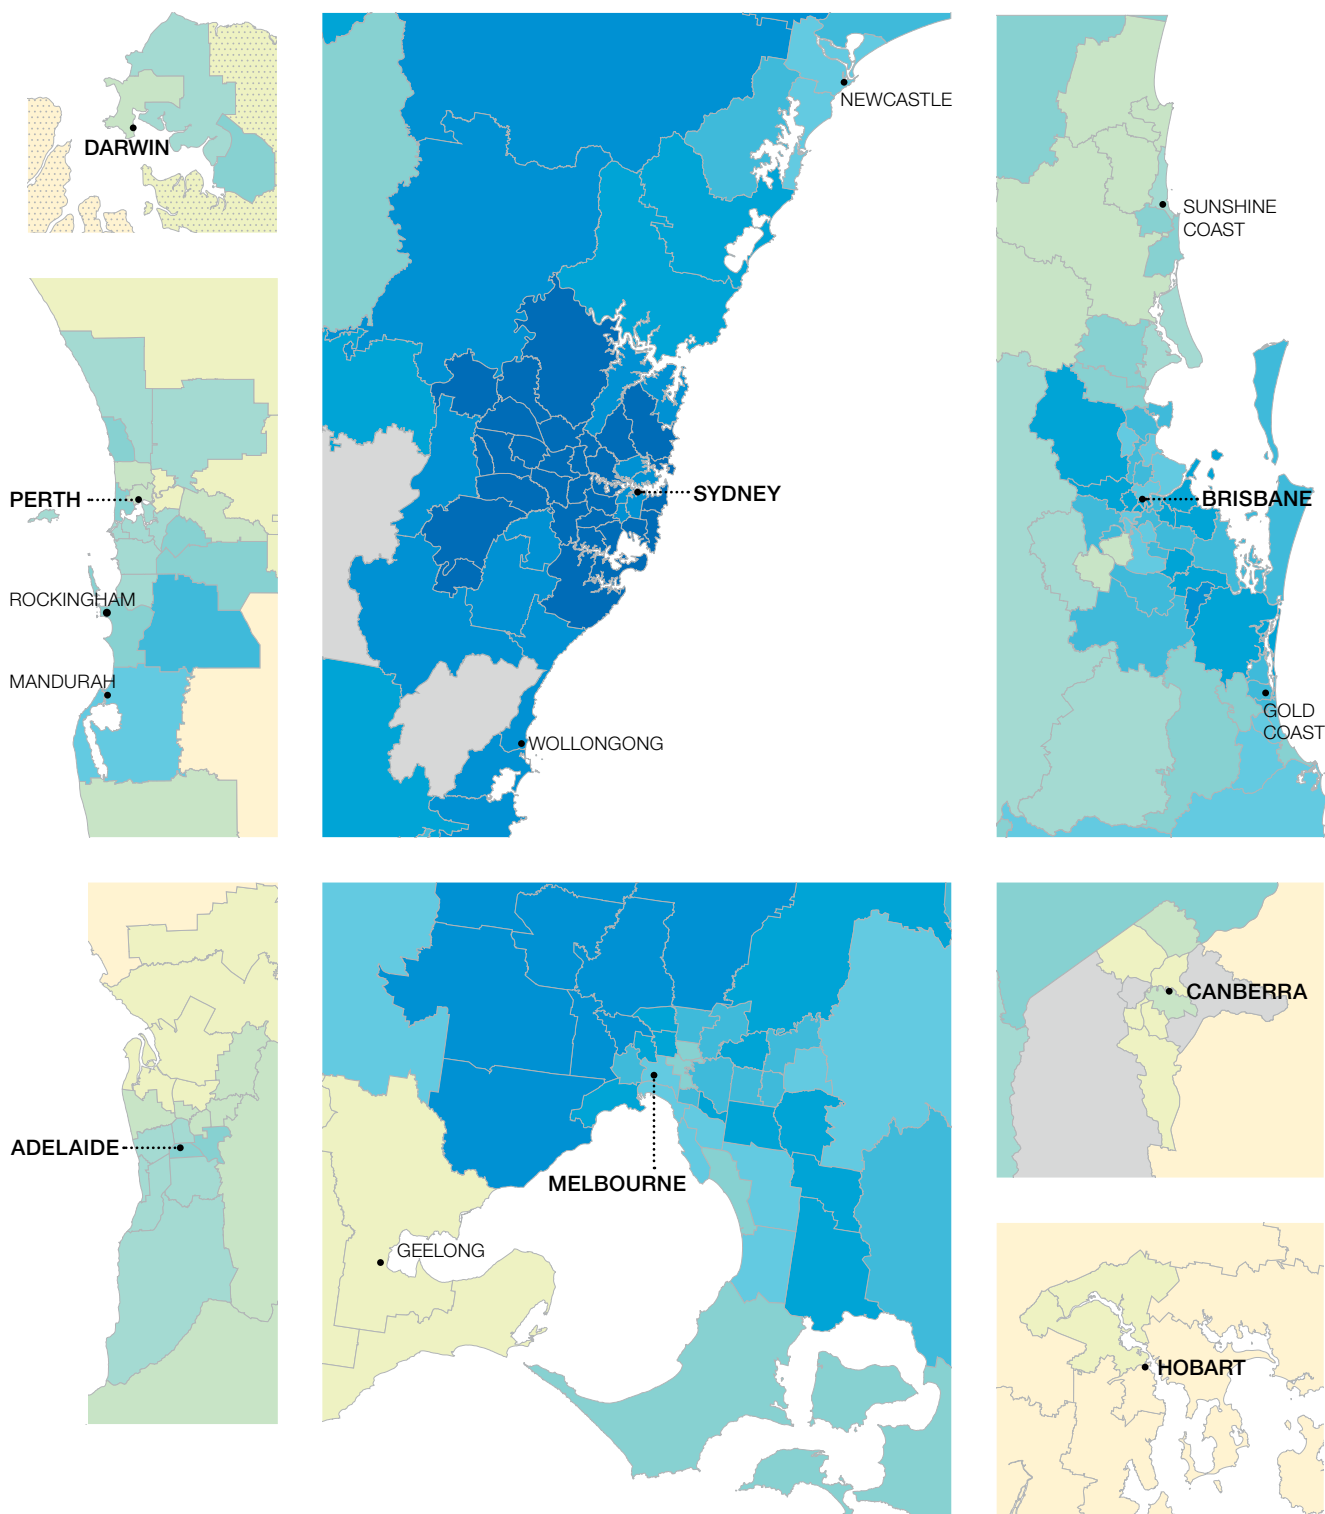 DARWIN
NEWCASTLE
SUNSHINE
COAST
PERTH
SYDNEY
BRISBANE
ROCKINGHAM
MANDURAH
WOLLONGONG
GOLD
COAST
CANBERRA
ADELAIDE
MELBOURNE
GEELONG
HOBART